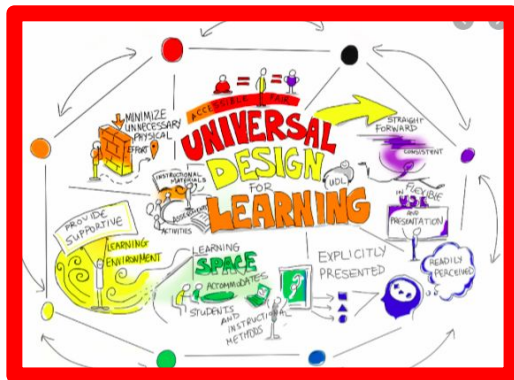 ACCESSIBLE FAIR
UNIVERSAL
DESIGN
FOR
LEARNING
UDL
STRAIGHT
FORWARD
CONSISTENT
FLEXIBLE
IN USE
AND
PRESENTATION
READILY
PERCEIVED
EXPLICITLY
PRESENTED
LEARNING
SPACE
ACCOMMODATES
STUDENTS
AND
INSTRUCTIONAL
METHODS
PROVIDE
SUPPORTIVE
LEARNING
ENVIRONMENT
MINIMIZE
UNNECESSARY
PHYSICAL
EFFORT
INSTRUCTIONAL
MATERIALS
ASSESSMENTS
ACTIVITIES